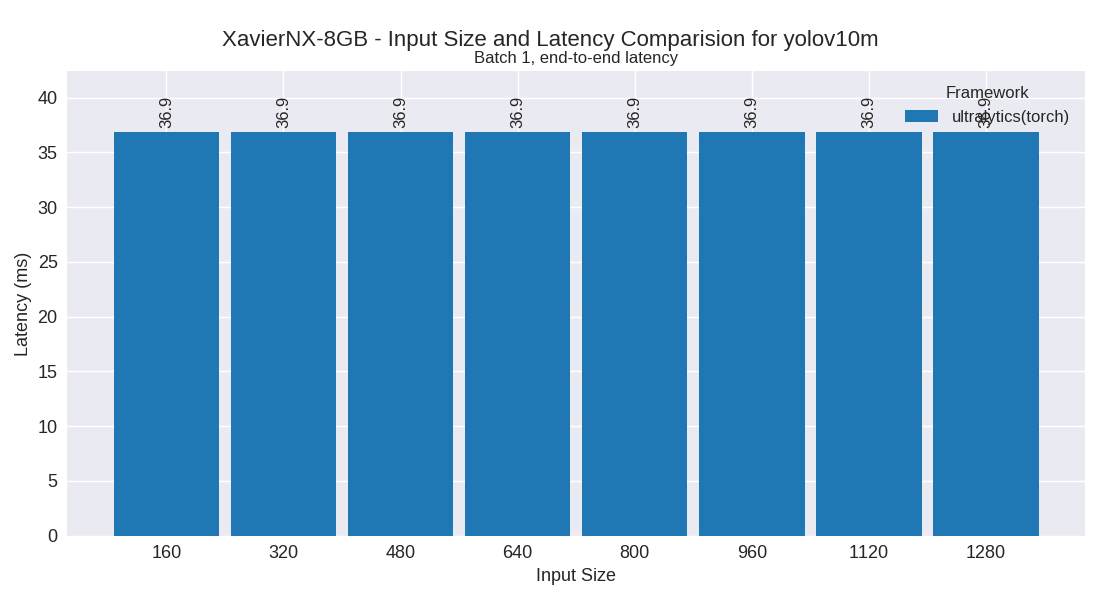 XavierNX-8GB - Input Size and Latency Comparision for yolov10m
Batch 1, end-to-end latency
Framework
ultralytics(torch)
36.9 36.9 36.9 36.9 36.9 36.9 36.9 36.9
Latency (ms)
40
35
30
25
20
15
10
5
0
160 320 480 640 800 960 1120 1280
Input Size